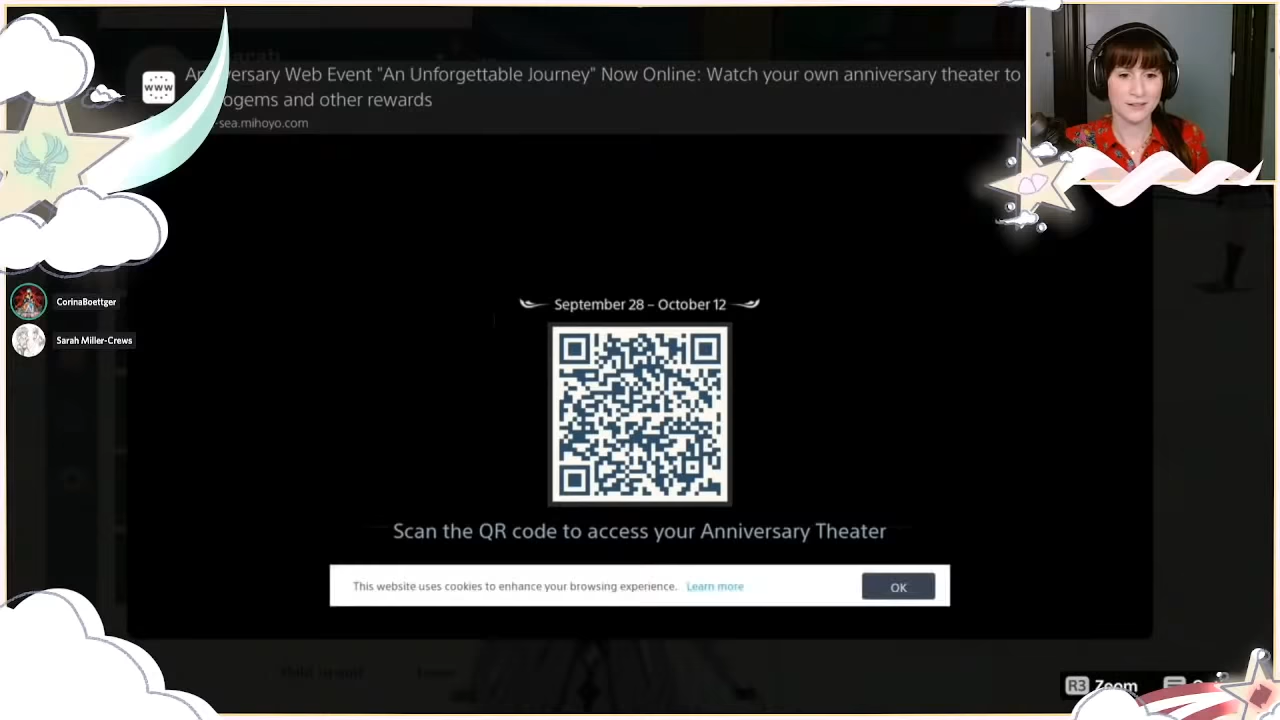 Anniversary Web Event "An Unforgettable Journey" Now Online: Watch your own anniversary theater to
ogems and other rewards
www
-sea.mihoyo.com
September 28 – October 12
CorinaBoettger
Sarah Miller-Crews
Scan the QR code to access your Anniversary Theater
This website uses cookies to enhance your browsing experience. Learn more
OK
R3 Zoom